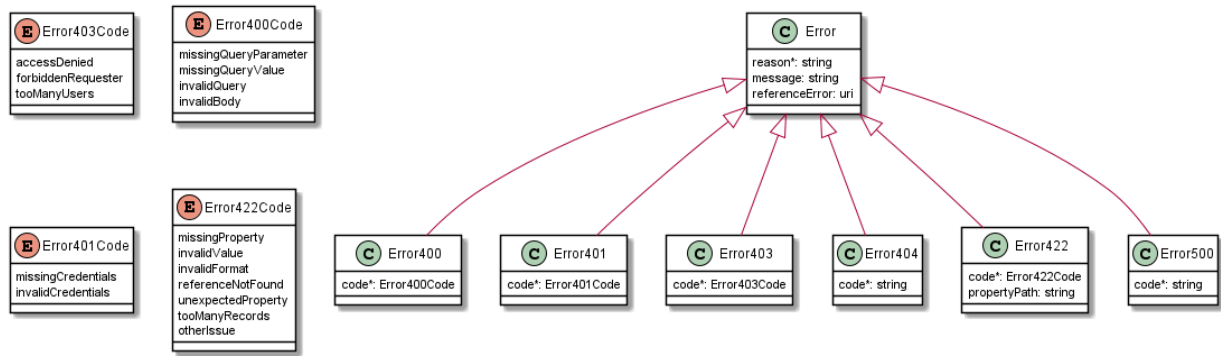 E Error403Code
accessDenied
forbiddenRequester
tooManyUsers
E Error400Code
missingQueryParameter
missingQueryValue
invalidQuery
invalidBody
C Error
reason*: string
message: string
referenceError: uri
E Error401Code
missingCredentials
invalidCredentials
E Error422Code
missingProperty
invalidValue
invalidFormat
referenceNotFound
unexpectedProperty
tooManyRecords
otherIssue
C Error400
code*: Error400Code
C Error401
code*: Error401Code
C Error403
code*: Error403Code
C Error404
code*: string
C Error422
code*: Error422Code
propertyPath: string
C Error500
code*: string